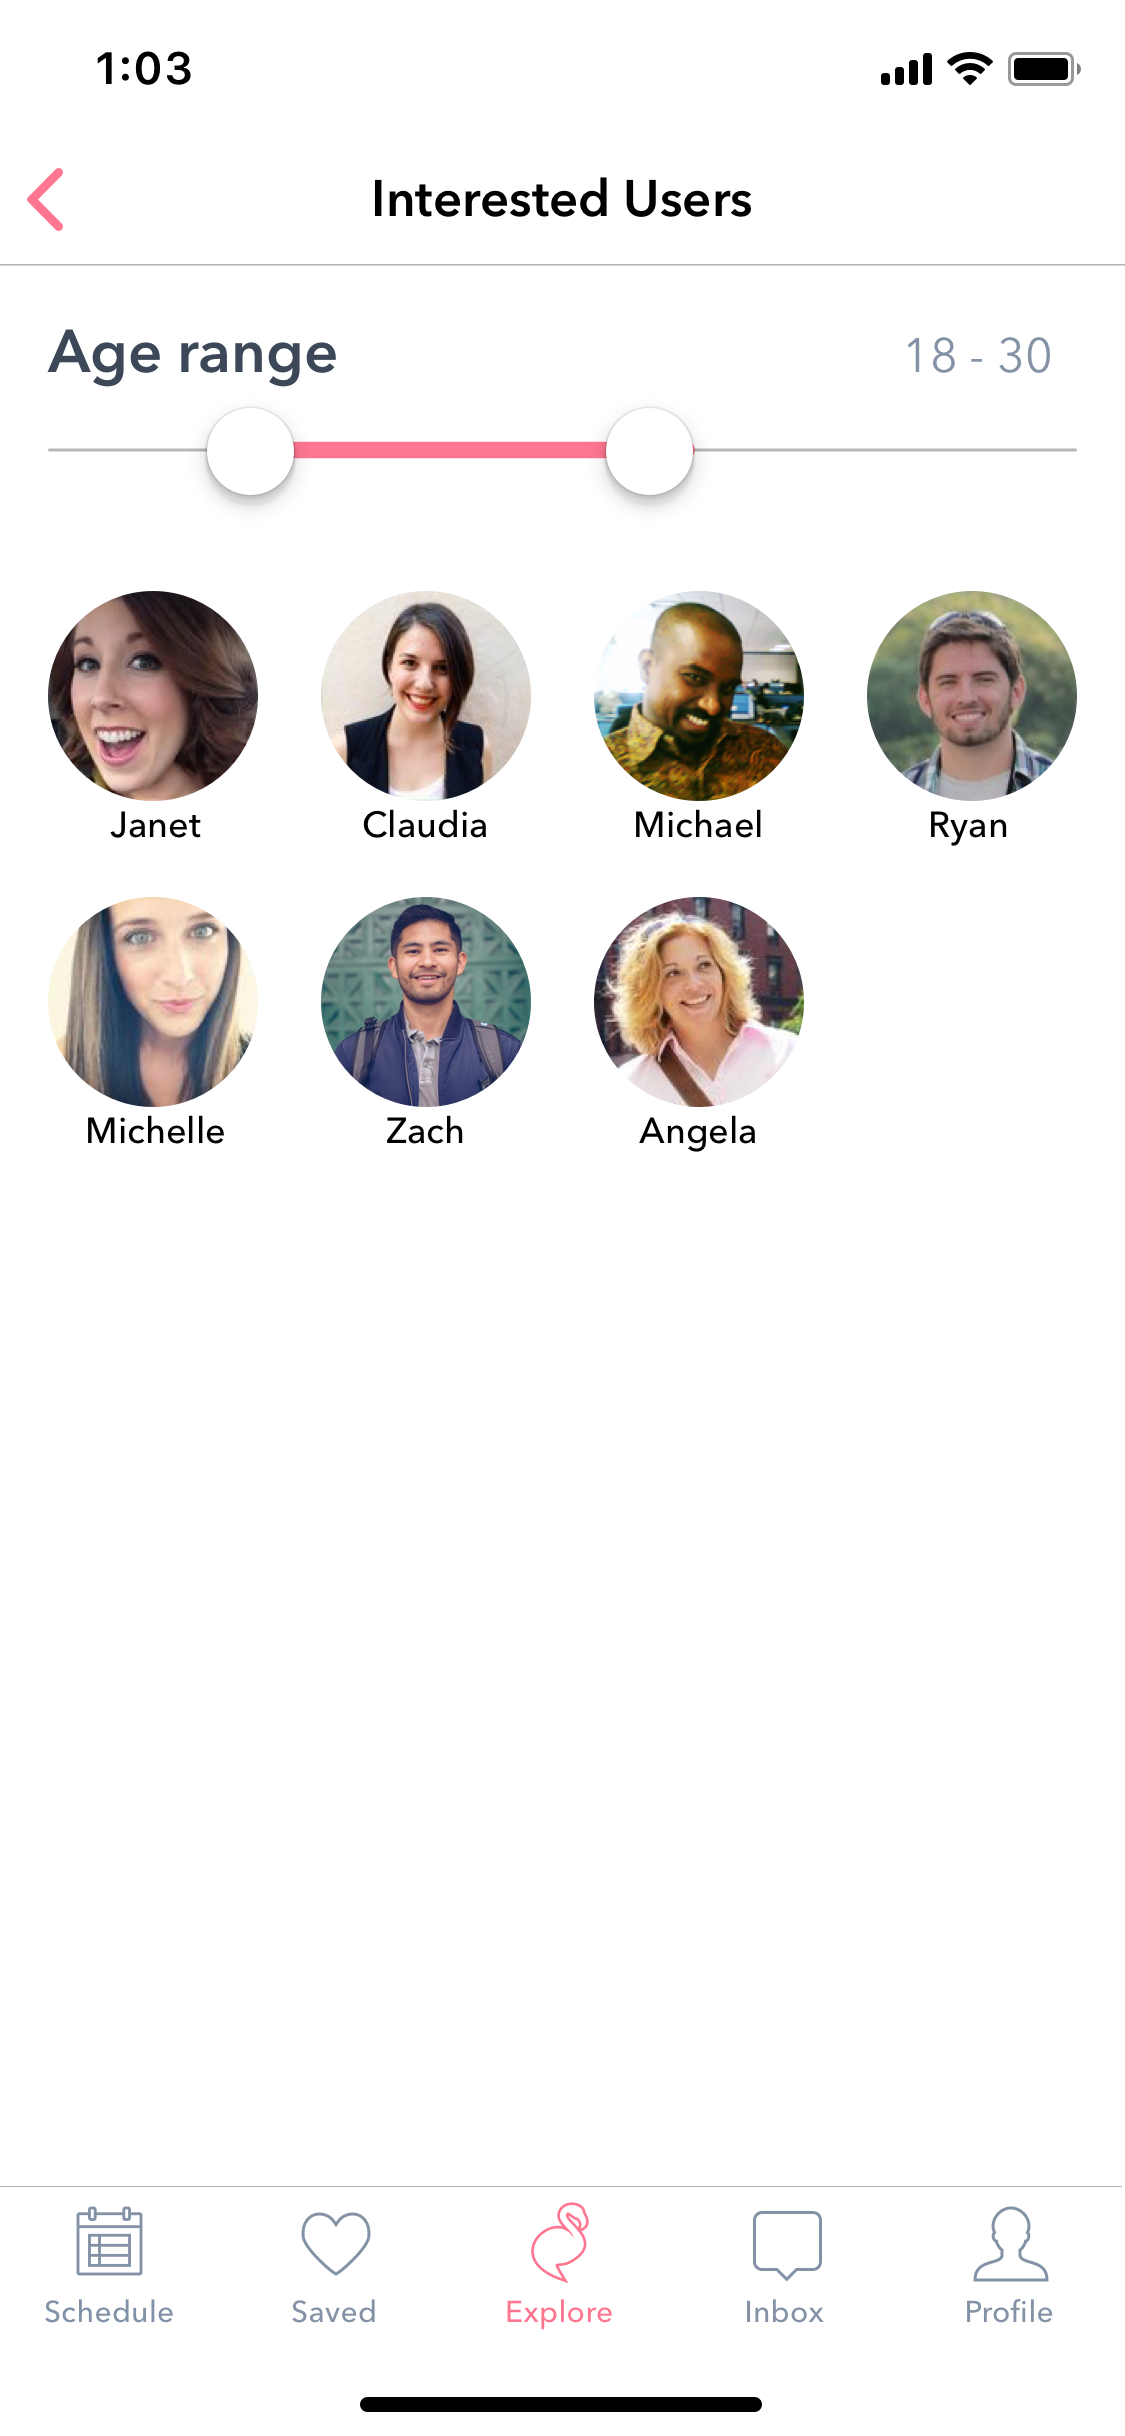 1:03
Interested Users
Age range
18 - 30
Janet
Claudia
Michael
Ryan
Michelle
Zach
Angela
Schedule
Saved
Explore
Inbox
Profile